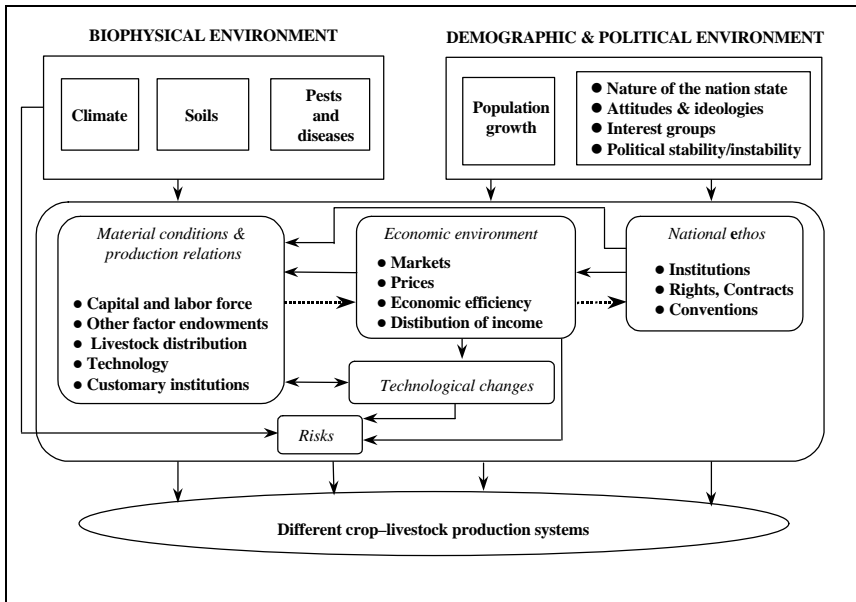 BIOPHYSICAL ENVIRONMENT
DEMOGRAPHIC & POLITICAL ENVIRONMENT
Climate
Soils
Pests
and
diseases
Population
growth
● Nature of the nation state
● Attitudes & ideologies
● Interest groups
● Political stability/instability
Material conditions &
production relations
● Capital and labor force
● Other factor endowments
● Livestock distribution
● Technology
● Customary institutions
Economic environment
● Markets
● Prices
● Economic efficiency
● Distibution of income
National ethos
● Institutions
● Rights, Contracts
● Conventions
Technological changes
Risks
Different crop–livestock production systems